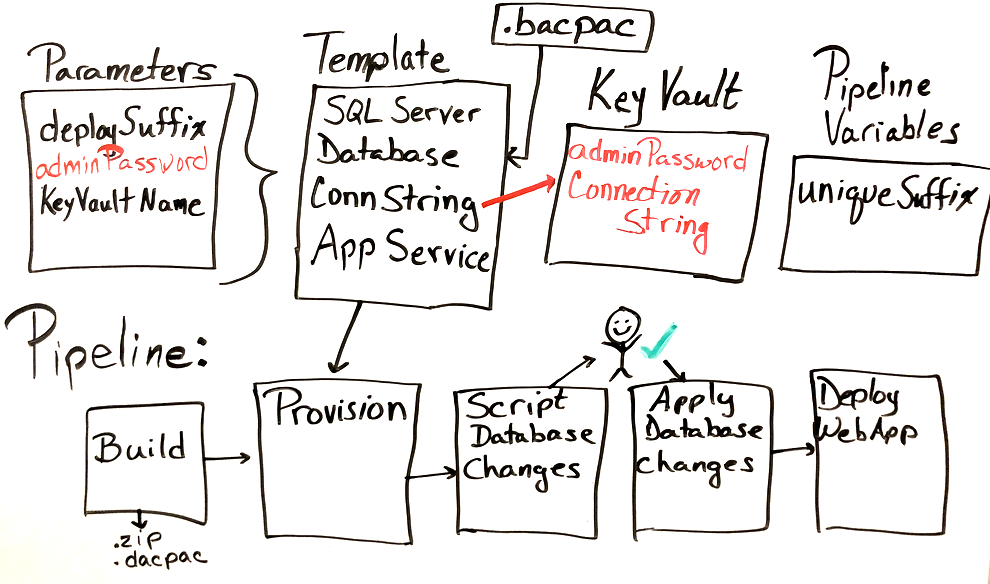 .bacpac
Parameters
deploySuffix
adminPassword
KeyVaultName
Template
SQL Server
Database
Conn String
App Service
Key Vault
adminPassword
Connection
String
Pipeline
Variables
uniqueSuffix
Pipeline:
Build
.zip
.dacpac
Provision
Script
Database
Changes
Apply
Database
changes
Deploy
WebApp